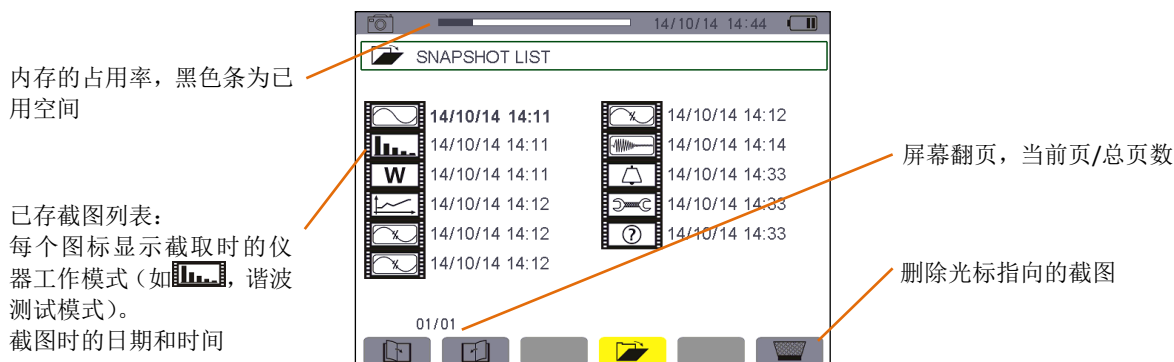 14/10/14 14:44
SNAPSHOT LIST
内存的占用率，黑色条为已
用空间
14/10/14 14:11
14/10/14 14:11
W 14/10/14 14:11
14/10/14 14:12
14/10/14 14:12
14/10/14 14:12
14/10/14 14:12
14/10/14 14:14
14/10/14 14:33
14/10/14 14:33
? 14/10/14 14:33
01/01
已存截图列表：
每个图标显示截取时的仪
器工作模式（如，谐波
测试模式）。
截图时的日期和时间
屏幕翻页，当前页/总页数
删除光标指向的截图